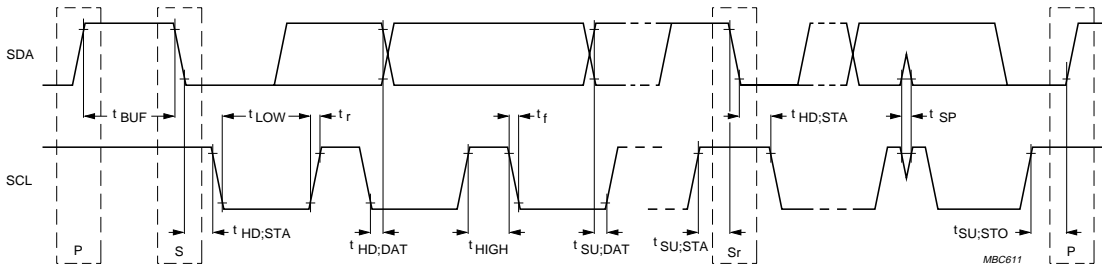 SDA
t BUF
t LOW
t r
t f
t HD;STA
t SP
SCL
t HD;STA
t HD;DAT
t HIGH
t SU;DAT
t SU;STA
t SU;STO
P
S
Sr
P
MBC611